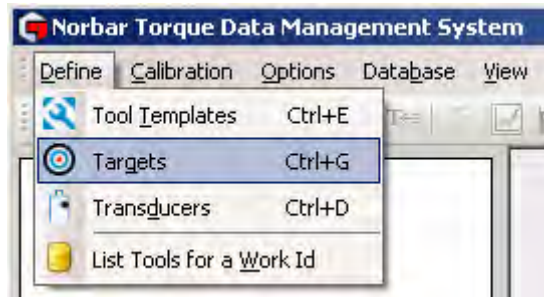 Norbar Torque Data Management System
Define Calibration Options Database View
Tool Templates Ctrl+E
Targets Ctrl+G
Transducers Ctrl+D
List Tools for a Work Id